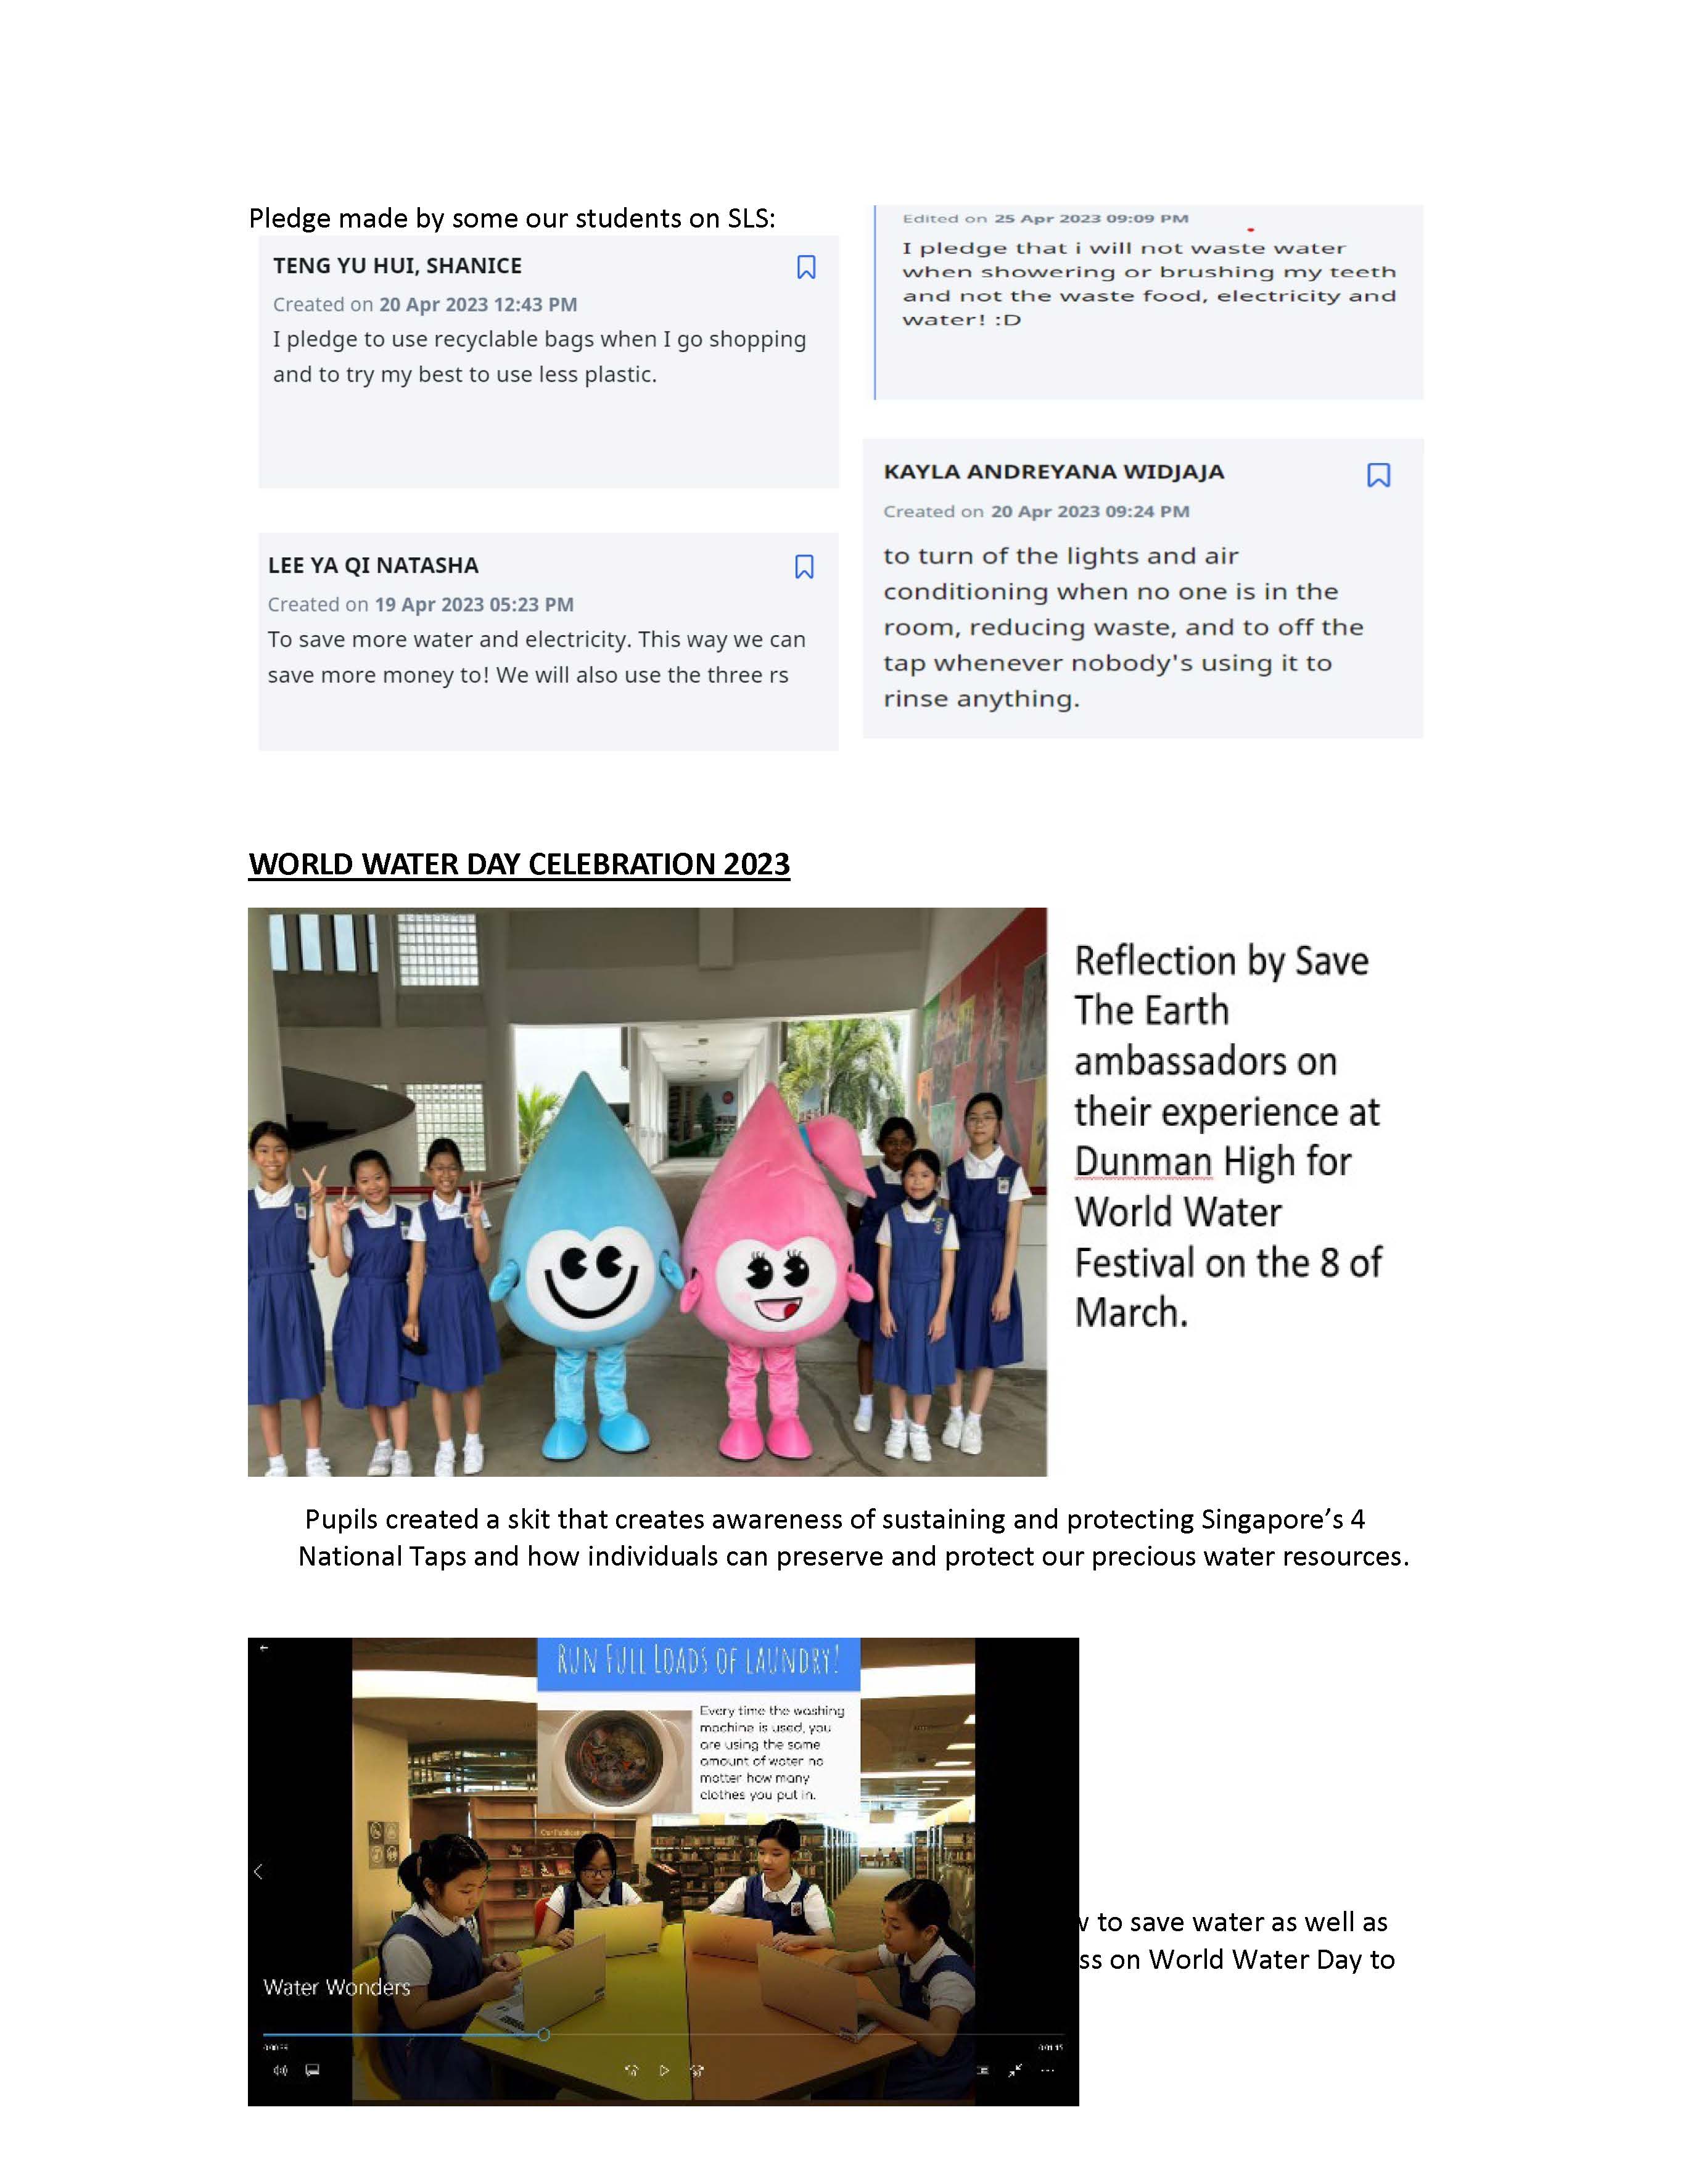 Pledge made by some our students on SLS:
TENG YU HUI, SHANICE
Created on 20 Apr 2023 12:43 PM
I pledge to use recyclable bags when I go shopping
and to try my best to use less plastic.
LEE YA QI NATASHA
Created on 19 Apr 2023 05:23 PM
To save more water and electricity. This way we can
save more money to! We will also use the three rs
Edited on 25 Apr 2023 09:09 PM
I pledge that i will not waste water
when showering or brushing my teeth
and not the waste food, electricity and
water! :D
KAYLA ANDREYANA WIDJAJA
Created on 20 Apr 2023 09:24 PM
to turn of the lights and air
conditioning when no one is in the
room, reducing waste, and to off the
tap whenever nobody's using it to
rinse anything.
WORLD WATER DAY CELEBRATION 2023
Reflection by Save
The Earth
ambassadors on
their experience at
Dunman High for
World Water
Festival on the 8 of
March.
Pupils created a skit that creates awareness of sustaining and protecting Singapore’s 4
National Taps and how individuals can preserve and protect our precious water resources.
RUN FULL LOADS OF LAUNDRY!
Every time the washing
machine is used, you
are using the same
amount of water no
matter how many
clothes you put in.
to save water as well as
ss on World Water Day to
Water Wonders